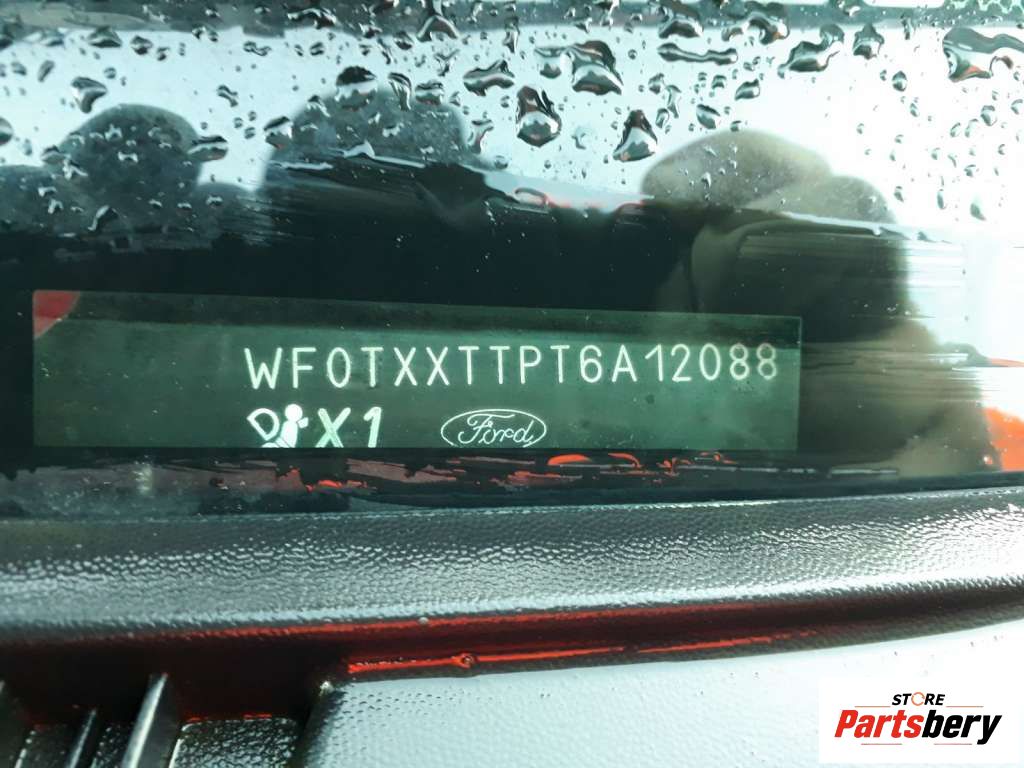 WF0TXXTTPT6A12088
X1
Ford
STORE
Partsbery